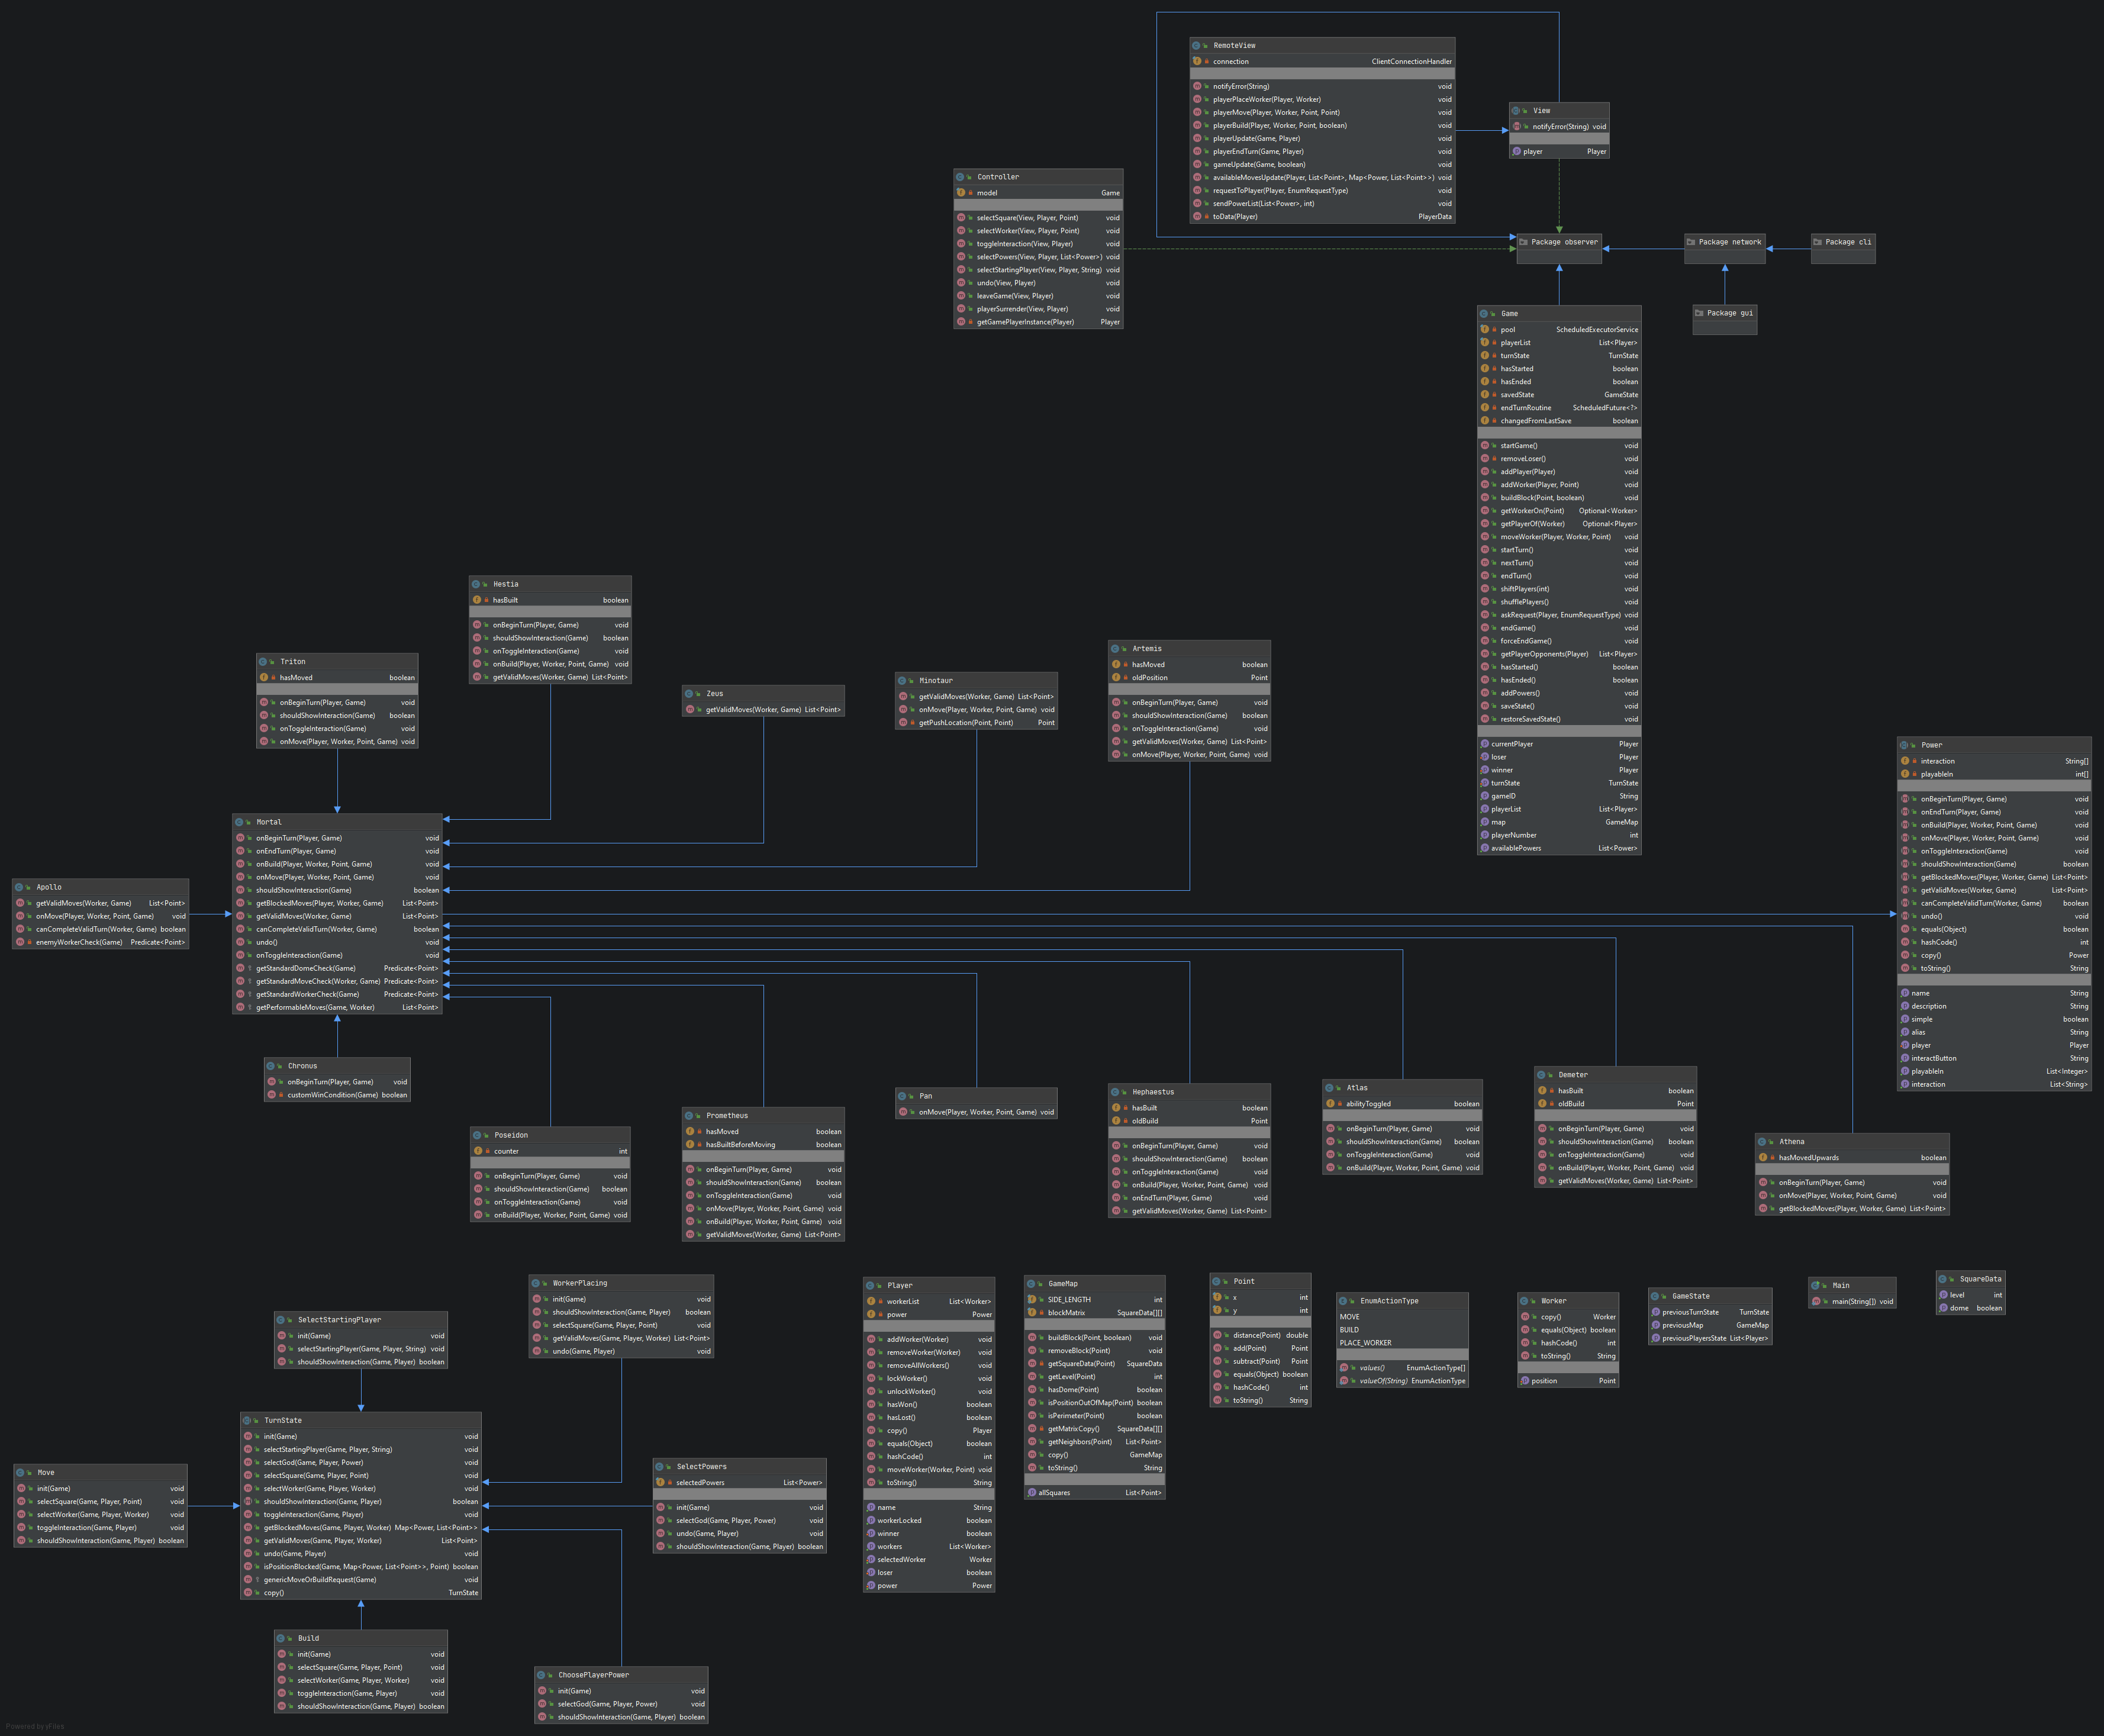 RemoteView
connection ClientConnectionHandler
notifyError(String) void
playerPlaceWorker(Player, Worker) void
playerMove(Player, Worker, Point, Point) void
playerBuild(Player, Worker, Point, boolean) void
playerUpdate(Game, Player) void
playerEndTurn(Game, Player) void
gameUpdate(Game, boolean) void
availableMovesUpdate(Player, List<Point>, Map<Power, List<Point>>) void
requestToPlayer(Player, EnumRequestType) void
sendPowerList(List<Power>, int) void
toData(Player) PlayerData
View
notifyError(String) void
player Player
Controller
model Game
selectSquare(View, Player, Point) void
selectWorker(View, Player, Point) void
toggleInteraction(View, Player) void
selectPowers(View, Player, List<Power>) void
selectStartingPlayer(View, Player, String) void
undo(View, Player) void
leaveGame(View, Player) void
playerSurrender(View, Player) void
getGamePlayerInstance(Player) Player
Package observer
Package network
Package cli
Package gui
Game
pool ScheduledExecutorService
playerList List<Player>
turnState TurnState
hasStarted boolean
hasEnded boolean
savedState GameState
endTurnRoutine ScheduledFuture<?>
changedFromLastSave boolean
startGame() void
removeLoser() void
addPlayer(Player) void
addWorker(Player, Point) void
buildBlock(Point, boolean) void
getWorkerOn(Point) Optional<Worker>
getPlayerOf(Worker) Optional<Player>
moveWorker(Player, Worker, Point) void
startTurn() void
nextTurn() void
endTurn() void
shiftPlayers(int) void
shufflePlayers() void
askRequest(Player, EnumRequestType) void
endGame() void
forceEndGame() void
getPlayerOpponents(Player) List<Player>
hasStarted() boolean
hasEnded() boolean
addPowers() void
saveState() void
restoreSavedState() void
currentPlayer Player
loser Player
winner Player
turnState TurnState
gameID String
playerList List<Player>
map GameMap
playerNumber int
availablePowers List<Power>
Hestia
hasBuilt boolean
onBeginTurn(Player, Game) void
shouldShowInteraction(Game) boolean
onToggleInteraction(Game) void
onBuild(Player, Worker, Point, Game) void
getValidMoves(Worker, Game) List<Point>
Triton
hasMoved boolean
onBeginTurn(Player, Game) void
shouldShowInteraction(Game) boolean
onToggleInteraction(Game) void
onMove(Player, Worker, Point, Game) void
Zeus
getValidMoves(Worker, Game) List<Point>
Minotaur
getValidMoves(Worker, Game) List<Point>
onMove(Player, Worker, Point, Game) void
getPushLocation(Point, Point) Point
Artemis
hasMoved boolean
oldPosition Point
onBeginTurn(Player, Game) void
shouldShowInteraction(Game) boolean
onToggleInteraction(Game) void
getValidMoves(Worker, Game) List<Point>
onMove(Player, Worker, Point, Game) void
Power
interaction String[]
playableIn int[]
onBeginTurn(Player, Game) void
onEndTurn(Player, Game) void
onBuild(Player, Worker, Point, Game) void
onMove(Player, Worker, Point, Game) void
onToggleInteraction(Game) void
shouldShowInteraction(Game) boolean
getBlockedMoves(Player, Worker, Game) List<Point>
getValidMoves(Worker, Game) List<Point>
canCompleteValidTurn(Worker, Game) boolean
undo() void
equals(Object) boolean
hashCode() int
copy() Power
toString() String
name String
description String
simple boolean
alias String
player Player
interactButton String
playableIn List<Integer>
interaction List<String>
Mortal
onBeginTurn(Player, Game) void
onEndTurn(Player, Game) void
onBuild(Player, Worker, Point, Game) void
onMove(Player, Worker, Point, Game) void
shouldShowInteraction(Game) boolean
getBlockedMoves(Player, Worker, Game) List<Point>
getValidMoves(Worker, Game) List<Point>
canCompleteValidTurn(Worker, Game) boolean
undo() void
onToggleInteraction(Game) void
getStandardDomeCheck(Game) Predicate<Point>
getStandardMoveCheck(Worker, Game) Predicate<Point>
getStandardWorkerCheck(Game) Predicate<Point>
getPerformableMoves(Game, Worker) List<Point>
Apollo
getValidMoves(Worker, Game) List<Point>
onMove(Player, Worker, Point, Game) void
canCompleteValidTurn(Worker, Game) boolean
enemyWorkerCheck(Game) Predicate<Point>
Chronus
onBeginTurn(Player, Game) void
customWinCondition(Game) boolean
Poseidon
counter int
onBeginTurn(Player, Game) void
shouldShowInteraction(Game) boolean
onToggleInteraction(Game) void
onBuild(Player, Worker, Point, Game) void
Prometheus
hasMoved boolean
hasBuiltBeforeMoving boolean
onBeginTurn(Player, Game) void
shouldShowInteraction(Game) boolean
onToggleInteraction(Game) void
onMove(Player, Worker, Point, Game) void
onBuild(Player, Worker, Point, Game) void
getValidMoves(Worker, Game) List<Point>
Pan
onMove(Player, Worker, Point, Game) void
Hephaestus
hasBuilt boolean
oldBuild Point
onBeginTurn(Player, Game) void
shouldShowInteraction(Game) boolean
onToggleInteraction(Game) void
onBuild(Player, Worker, Point, Game) void
onEndTurn(Player, Game) void
getValidMoves(Worker, Game) List<Point>
Atlas
abilityToggled boolean
onBeginTurn(Player, Game) void
shouldShowInteraction(Game) boolean
onToggleInteraction(Game) void
onBuild(Player, Worker, Point, Game) void
Demeter
hasBuilt boolean
oldBuild Point
onBeginTurn(Player, Game) void
shouldShowInteraction(Game) boolean
onToggleInteraction(Game) void
onBuild(Player, Worker, Point, Game) void
getValidMoves(Worker, Game) List<Point>
Athena
hasMovedUpwards boolean
onBeginTurn(Player, Game) void
onMove(Player, Worker, Point, Game) void
getBlockedMoves(Player, Worker, Game) List<Point>
WorkerPlacing
init(Game) void
shouldShowInteraction(Game, Player) boolean
selectSquare(Game, Player, Point) void
getValidMoves(Game, Player, Worker) List<Point>
undo(Game, Player) void
SelectStartingPlayer
init(Game) void
selectStartingPlayer(Game, Player, String) void
shouldShowInteraction(Game, Player) boolean
TurnState
init(Game) void
selectStartingPlayer(Game, Player, String) void
selectGod(Game, Player, Power) void
selectSquare(Game, Player, Point) void
selectWorker(Game, Player, Worker) void
shouldShowInteraction(Game, Player) boolean
toggleInteraction(Game, Player) void
getBlockedMoves(Game, Player, Worker) Map<Power, List<Point>>
getValidMoves(Game, Player, Worker) List<Point>
undo(Game, Player) void
isPositionBlocked(Game, Map<Power, List<Point>>, Point) boolean
genericMoveOrBuildRequest(Game) void
copy() TurnState
Move
init(Game) void
selectSquare(Game, Player, Point) void
selectWorker(Game, Player, Worker) void
toggleInteraction(Game, Player) void
shouldShowInteraction(Game, Player) boolean
SelectPowers
selectedPowers List<Power>
init(Game) void
selectGod(Game, Player, Power) void
undo(Game, Player) void
shouldShowInteraction(Game, Player) boolean
Build
init(Game) void
selectSquare(Game, Player, Point) void
selectWorker(Game, Player, Worker) void
toggleInteraction(Game, Player) void
shouldShowInteraction(Game, Player) boolean
ChoosePlayerPower
init(Game) void
selectGod(Game, Player, Power) void
shouldShowInteraction(Game, Player) boolean
Player
workerList List<Worker>
power Power
addWorker(Worker) void
removeWorker(Worker) void
removeAllWorkers() void
lockWorker() void
unlockWorker() void
hasWon() boolean
hasLost() boolean
copy() Player
equals(Object) boolean
hashCode() int
moveWorker(Worker, Point) void
toString() String
name String
workerLocked boolean
winner boolean
workers List<Worker>
selectedWorker Worker
loser boolean
power Power
GameMap
SIDE_LENGTH int
blockMatrix SquareData[][]
buildBlock(Point, boolean) void
removeBlock(Point) void
getSquareData(Point) SquareData
getLevel(Point) int
hasDome(Point) boolean
isPositionOutOfMap(Point) boolean
isPerimeter(Point) boolean
getMatrixCopy() SquareData[][]
getNeighbors(Point) List<Point>
copy() GameMap
toString() String
allSquares List<Point>
Point
x int
y int
distance(Point) double
add(Point) Point
subtract(Point) Point
equals(Object) boolean
hashCode() int
toString() String
EnumActionType
MOVE
BUILD
PLACE_WORKER
values() EnumActionType[]
valueOf(String) EnumActionType
Worker
copy() Worker
equals(Object) boolean
hashCode() int
toString() String
position Point
GameState
previousTurnState TurnState
previousMap GameMap
previousPlayersState List<Player>
Main
main(String[]) void
SquareData
level int
dome boolean
Powered by yFiles